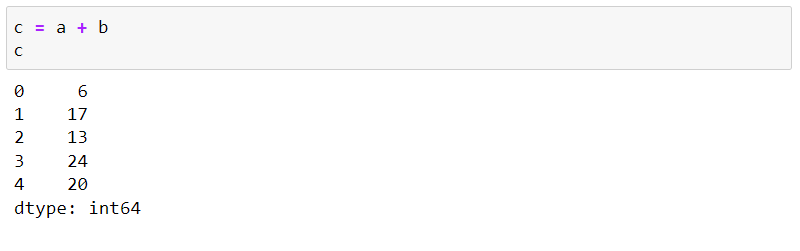 c = a + b
c
0     6
1    17
2    13
3    24
4    20
dtype: int64